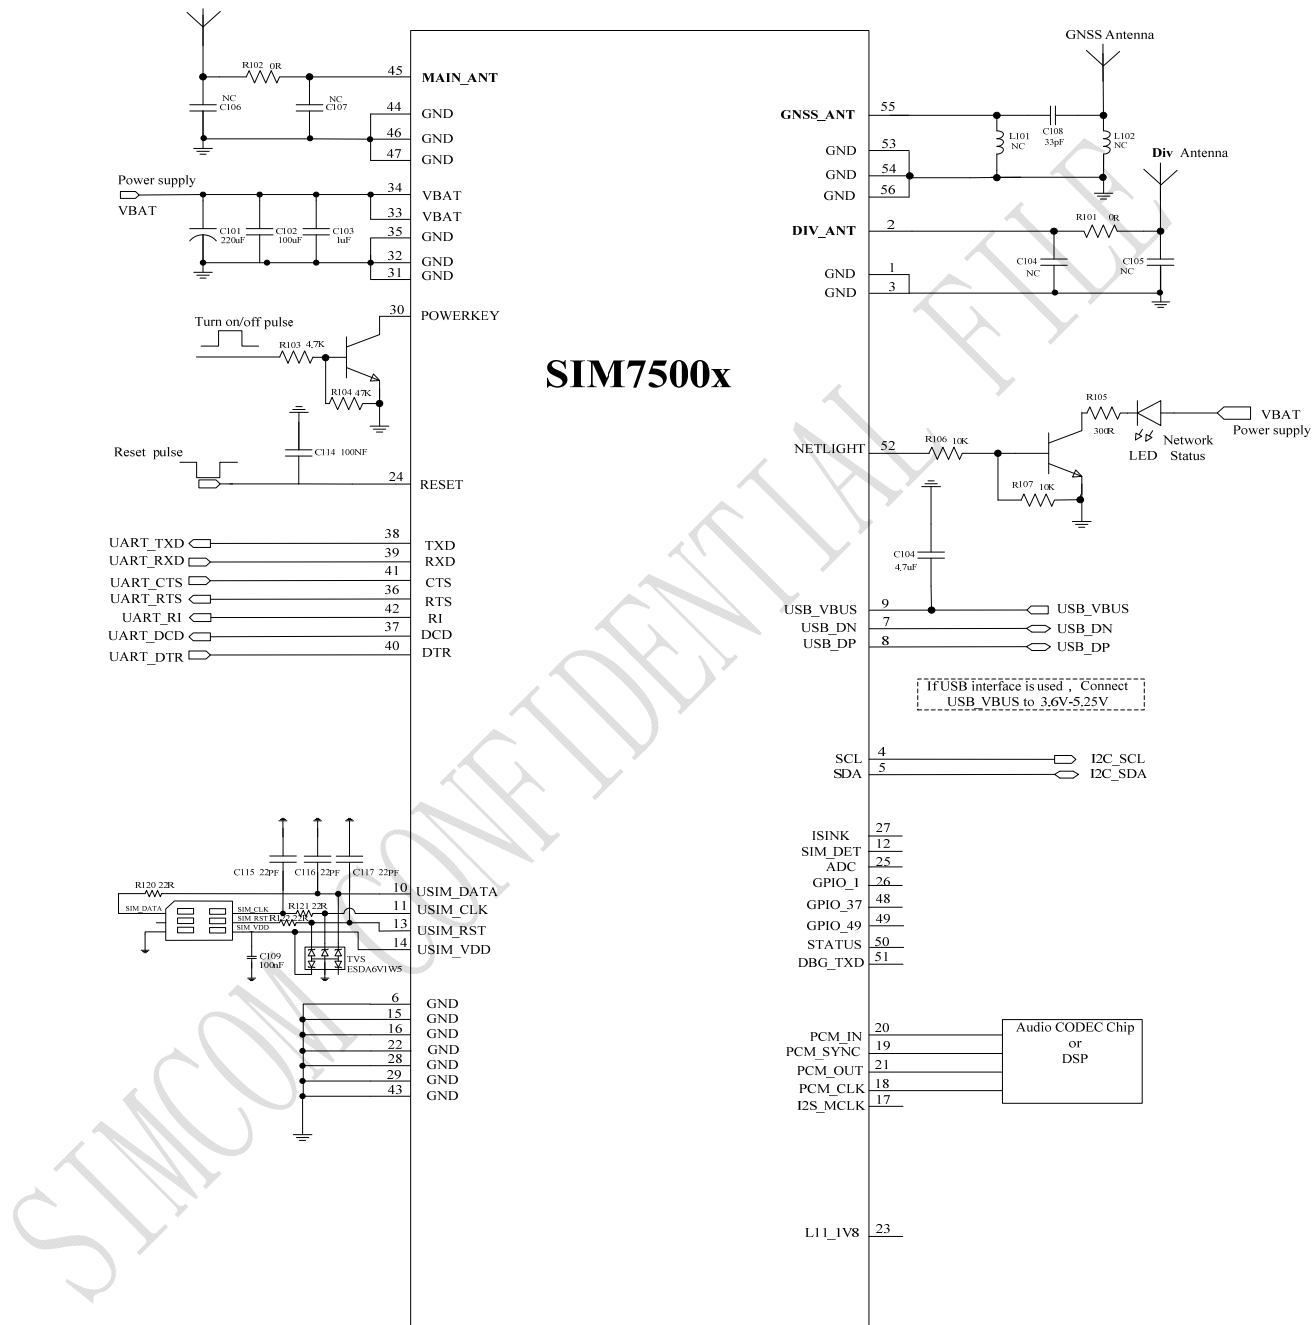 R102 0R
45
MAIN_ANT
NC
C106
NC
C107
44
GND
46
GND
47
GND
Power supply
VBAT
34
VBAT
33
VBAT
C101
220uF
C102
100uF
C103
1uF
35
GND
32
GND
31
GND
30
POWERKEY
Turn on/off pulse
R103 4.7K
R104 47K
C114 100NF
Reset pulse
24
RESET
UART_TXD
38
TXD
UART_RXD
39
RXD
UART_CTS
41
CTS
UART_RTS
36
RTS
UART_RI
42
RI
UART_DCD
37
DCD
UART_DTR
40
DTR
C115 22PF
C116 22PF
C117 22PF
R120 22R
10
USIM_DATA
SIM_DATA
SIM_CLK
R121 22R
11
USIM_CLK
SIM_RST
R122 22R
13
USIM_RST
SIM_VDD
14
USIM_VDD
C109
100nF
TVS
ESDA6V1W5
6
GND
15
GND
16
GND
22
GND
28
GND
29
GND
43
GND
SIM7500x
GNSS Antenna
GNSS_ANT
55
L101
NC
C108
33pF
L102
NC
GND
53
GND
54
GND
56
Div Antenna
DIV_ANT
2
R101 0R
C104
NC
C105
NC
GND
1
GND
3
R105
300R
VBAT
Power supply
LED
Network
Status
NETLIGHT
52
R106 10K
R107 10K
C104
4.7uF
USB_VBUS
9
USB_VBUS
USB_DN
7
USB_DN
USB_DP
8
USB_DP
If USB interface is used , Connect
USB_VBUS to 3.6V-5.25V
SCL
4
I2C_SCL
SDA
5
I2C_SDA
ISINK
27
SIM_DET
12
ADC
25
GPIO_1
26
GPIO_37
48
GPIO_49
49
STATUS
50
DBG_TXD
51
PCM_IN
20
PCM_SYNC
19
PCM_OUT
21
PCM_CLK
18
I2S_MCLK
17
Audio CODEC Chip
or
DSP
L11_1V8
23
SIMCOM CONFIDENTIAL FILE